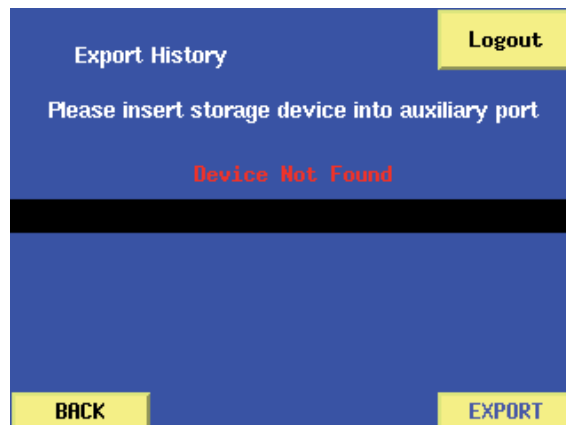 Logout
Export History
Please insert storage device into auxiliary port
Device Not Found
BACK
EXPORT